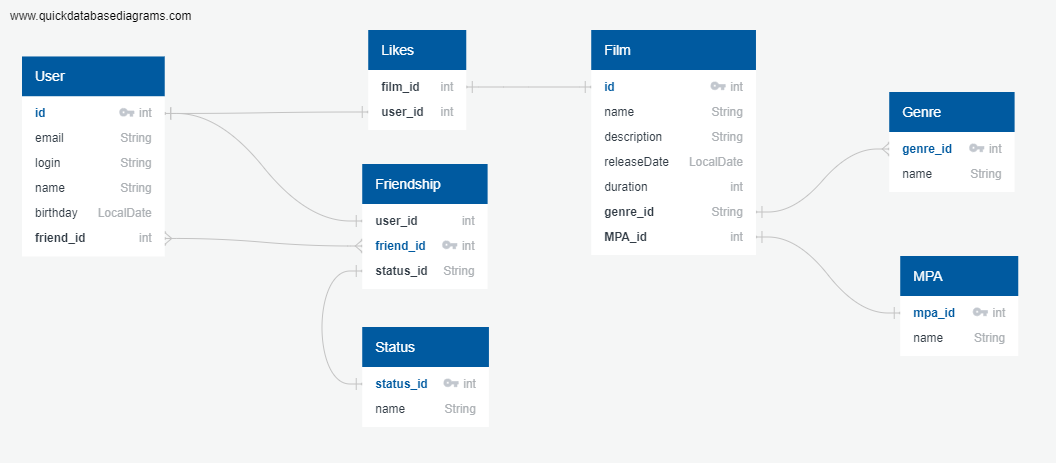 www.quickdatabasediagrams.com
User
id int
email String
login String
name String
birthday LocalDate
friend_id int
Likes
film_id int
user_id int
Friendship
user_id int
friend_id int
status_id String
Status
status_id int
name String
Film
id int
name String
description String
releaseDate LocalDate
duration int
genre_id String
MPA_id int
Genre
genre_id int
name String
MPA
mpa_id int
name String